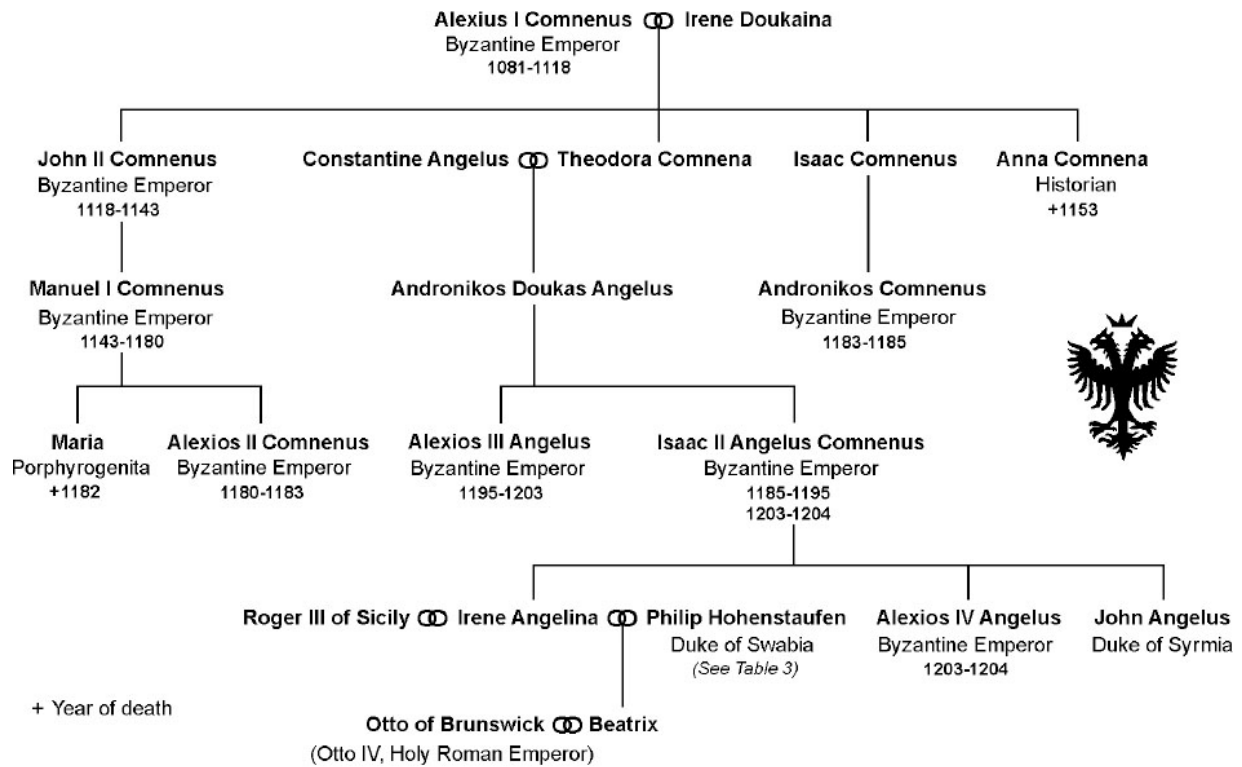 Alexius I Comnenus Irene Doukaina
Byzantine Emperor
1081-1118
John II Comnenus Constantine Angelus Theodora Comnena Isaac Comnenus Anna Comnena
Byzantine Emperor Historian
1118-1143 +1153
Manuel I Comnenus Andronikos Doukas Angelus Andronikos Comnenus
Byzantine Emperor Byzantine Emperor
1143-1180 1183-1185
Maria Alexios II Comnenus Alexios III Angelus Isaac II Angelus Comnenus
Porphyrogenita Byzantine Emperor Byzantine Emperor Byzantine Emperor
+1182 1180-1183 1195-1203 1185-1195
1203-1204
Roger III of Sicily Irene Angelina Philip Hohenstaufen Alexios IV Angelus John Angelus
Duke of Swabia Byzantine Emperor Duke of Syrmia
(See Table 3) 1203-1204
+ Year of death
Otto of Brunswick Beatrix
(Otto IV, Holy Roman Emperor)